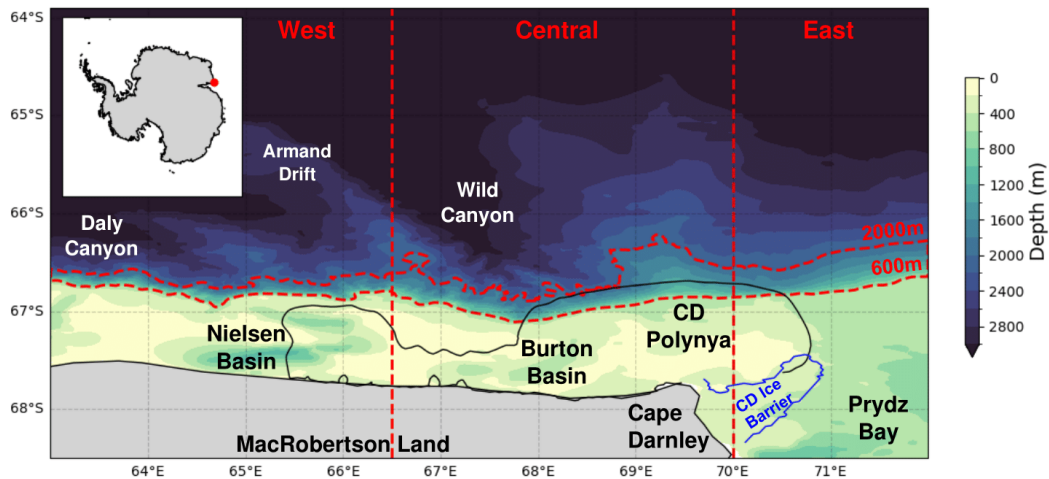 West Central East
64°S
65°S
66°S
67°S
68°S
Armand
Drift
Wild
Canyon
Daly
Canyon
2000m
600m
Nielsen
Basin
Burton
Basin
CD
Polynya
CD Ice
Barrier
Cape
Darnley
Prydz
Bay
MacRobertson Land
64°E 65°E 66°E 67°E 68°E 69°E 70°E 71°E
0
400
800
1200
1600
2000
2400
2800
Depth (m)